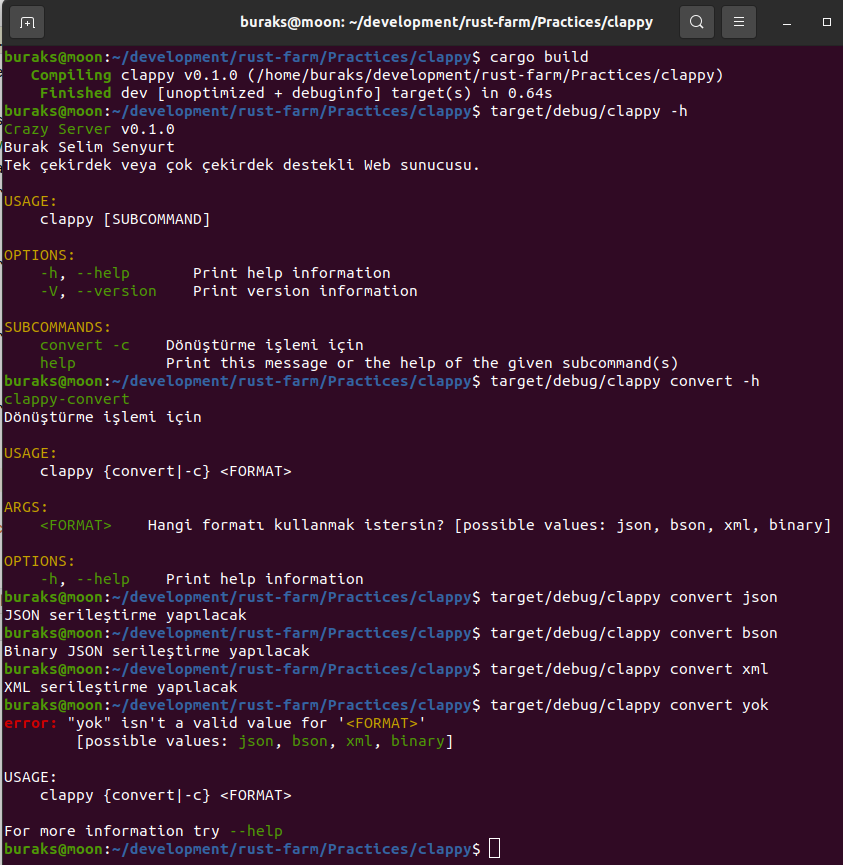 buraks@moon: ~/development/rust-farm/Practices/clappy
buraks@moon:~/development/rust-farm/Practices/clappy$ cargo build
   Compiling clappy v0.1.0 (/home/buraks/development/rust-farm/Practices/clappy)
    Finished dev [unoptimized + debuginfo] target(s) in 0.64s
buraks@moon:~/development/rust-farm/Practices/clappy$ target/debug/clappy -h
Crazy Server v0.1.0
Burak Selim Senyurt
Tek çekirdek veya çok çekirdek destekli Web sunucusu.

USAGE:
    clappy [SUBCOMMAND]

OPTIONS:
    -h, --help       Print help information
    -V, --version    Print version information

SUBCOMMANDS:
    convert -c    Dönüştürme işlemi için
    help          Print this message or the help of the given subcommand(s)
buraks@moon:~/development/rust-farm/Practices/clappy$ target/debug/clappy convert -h
clappy-convert
Dönüştürme işlemi için

USAGE:
    clappy {convert|-c} <FORMAT>

ARGS:
    <FORMAT>    Hangi formatı kullanmak istersin? [possible values: json, bson, xml, binary]

OPTIONS:
    -h, --help    Print help information
buraks@moon:~/development/rust-farm/Practices/clappy$ target/debug/clappy convert json
JSON serileştirme yapılacak
buraks@moon:~/development/rust-farm/Practices/clappy$ target/debug/clappy convert bson
Binary JSON serileştirme yapılacak
buraks@moon:~/development/rust-farm/Practices/clappy$ target/debug/clappy convert xml
XML serileştirme yapılacak
buraks@moon:~/development/rust-farm/Practices/clappy$ target/debug/clappy convert yok
error: "yok" isn't a valid value for '<FORMAT>'
        [possible values: json, bson, xml, binary]

USAGE:
    clappy {convert|-c} <FORMAT>

For more information try --help
buraks@moon:~/development/rust-farm/Practices/clappy$